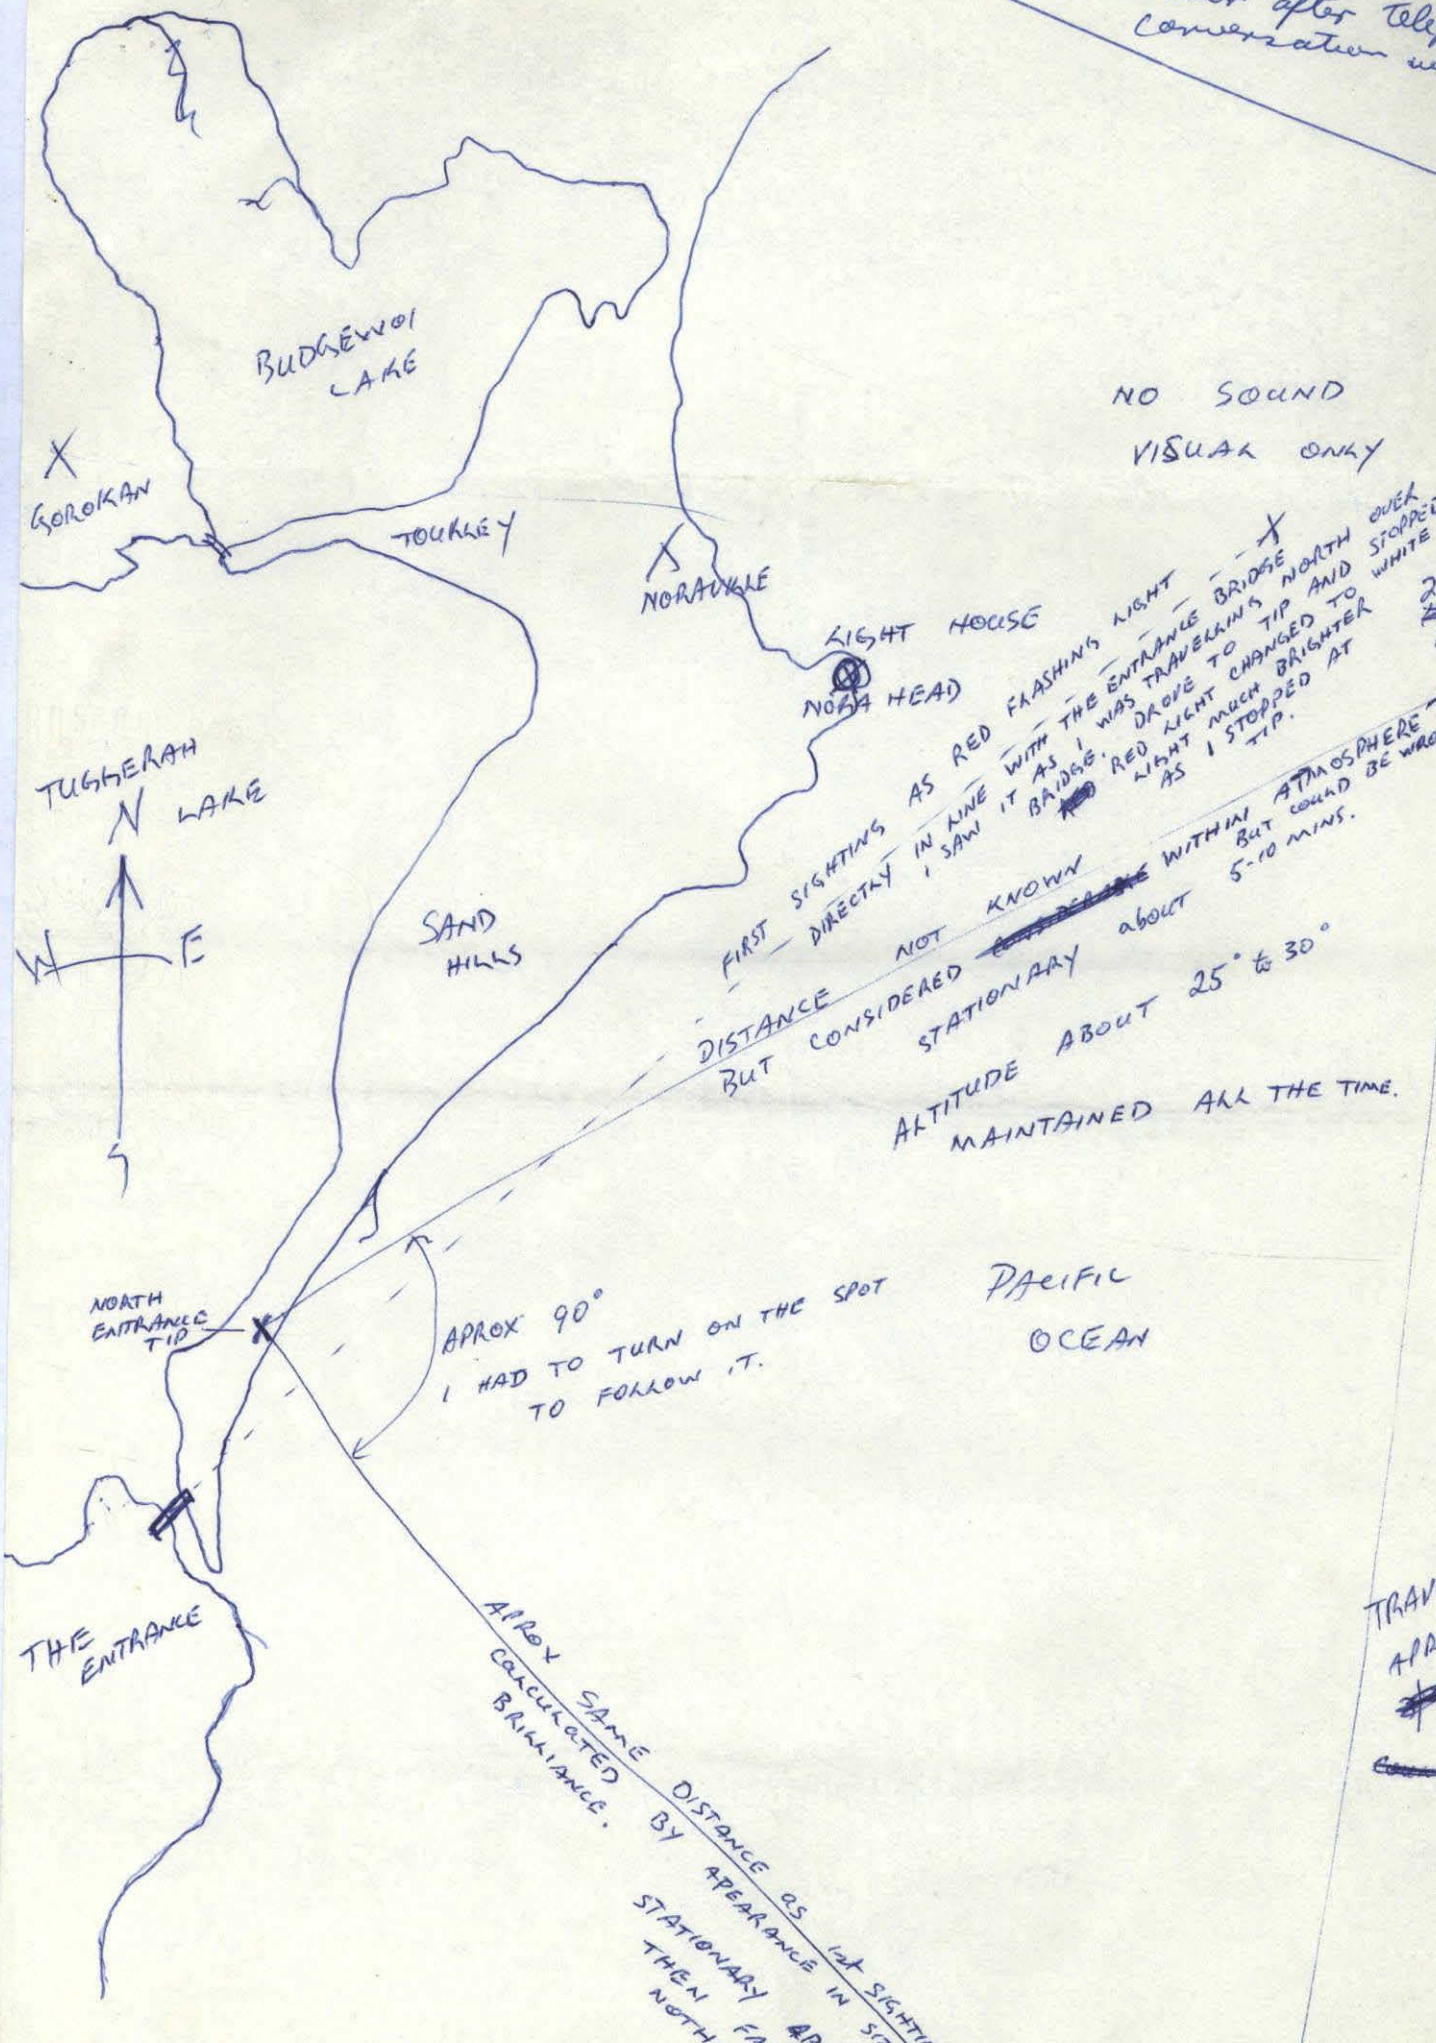 after
conversation
BUDGEWOI
LAKE
NO SOUND
VISUAL ONLY
X
GOROKAN
TOUKLEY
X
NORAVILLE
LIGHT HOUSE
NORA HEAD
FIRST SIGHTING AS RED FLASHING LIGHT - - X
DIRECTLY IN LINE WITH THE ENTRANCE BRIDGE
I SAW IT AS I WAS TRAVELLING NORTH OVER
BRIDGE. DROVE TO TIP AND STOPPED
RED LIGHT CHANGED TO WHITE
LIGHT MUCH BRIGHTER
AS I STOPPED AT
TIP.
TUGGERAH
LAKE
N
W E
S
SAND
HILLS
DISTANCE NOT KNOWN
BUT CONSIDERED WITHIN ATMOSPHERE
BUT COULD BE
STATIONARY about 5-10 MINS.
ALTITUDE ABOUT 25° to 30°
MAINTAINED ALL THE TIME.
NORTH
ENTRANCE
TIP
X
APROX 90°
I HAD TO TURN ON THE SPOT
TO FOLLOW IT.
PACIFIC
OCEAN
THE
ENTRANCE
APROX SAME DISTANCE as 1st
CALCULATED BY APEARANCE IN
BRILLIANCE.
STATIONARY
THEN